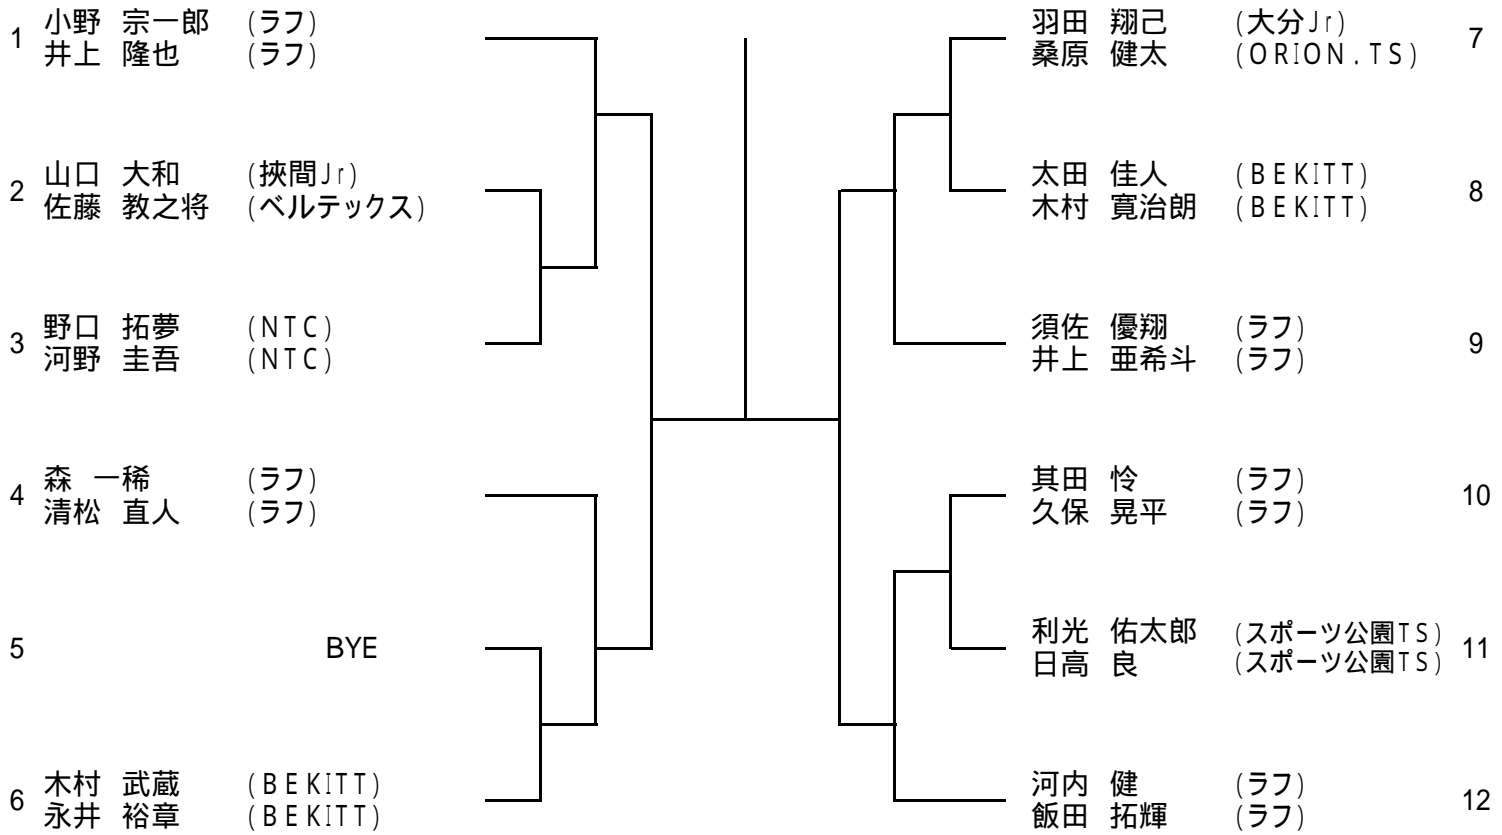 1 小野 宗一郎 (ラフ)
井上 隆也 (ラフ)
2 山口 大和 (挾間Jr)
佐藤 教之将 (ベルテックス)
3 野口 拓夢 (NTC)
河野 圭吾 (NTC)
4 森 一稀 (ラフ)
清松 直人 (ラフ)
5 BYE
6 木村 武蔵 (BEKITT)
永井 裕章 (BEKITT)
羽田 翔己 (大分Jr) 7
桑原 健太 (ORION.TS)
太田 佳人 (BEKITT) 8
木村 寛治朗 (BEKITT)
須佐 優翔 (ラフ) 9
井上 亜希斗 (ラフ)
其田 怜 (ラフ) 10
久保 晃平 (ラフ)
利光 佑太郎 (スポーツ公園TS) 11
日高 良 (スポーツ公園TS)
河内 健 (ラフ) 12
飯田 拓輝 (ラフ)